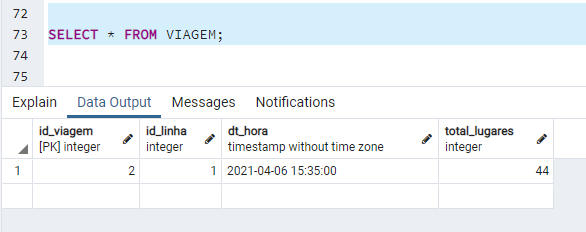 72
73 SELECT * FROM VIAGEM;
74
75
Explain Data Output Messages Notifications
id_viagem id_linha dt_hora total_lugares
[PK] integer integer timestamp without time zone integer
1 2 1 2021-04-06 15:35:00 44